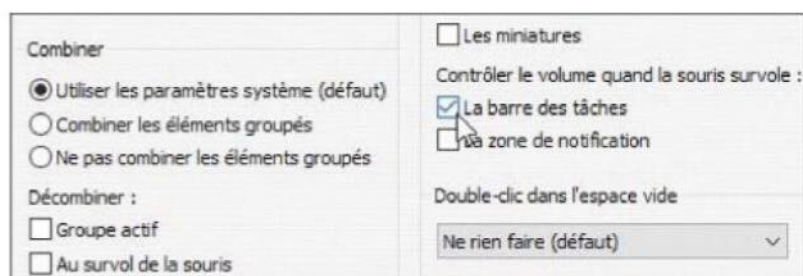 Combiner
Utiliser les paramètres système (défaut)
Combiner les éléments groupés
Ne pas combiner les éléments groupés
Décombiner :
Groupe actif
Au survol de la souris
Les miniatures
Contrôler le volume quand la souris survole :
La barre des tâches
La zone de notification
Double-clic dans l'espace vide
Ne rien faire (défaut)